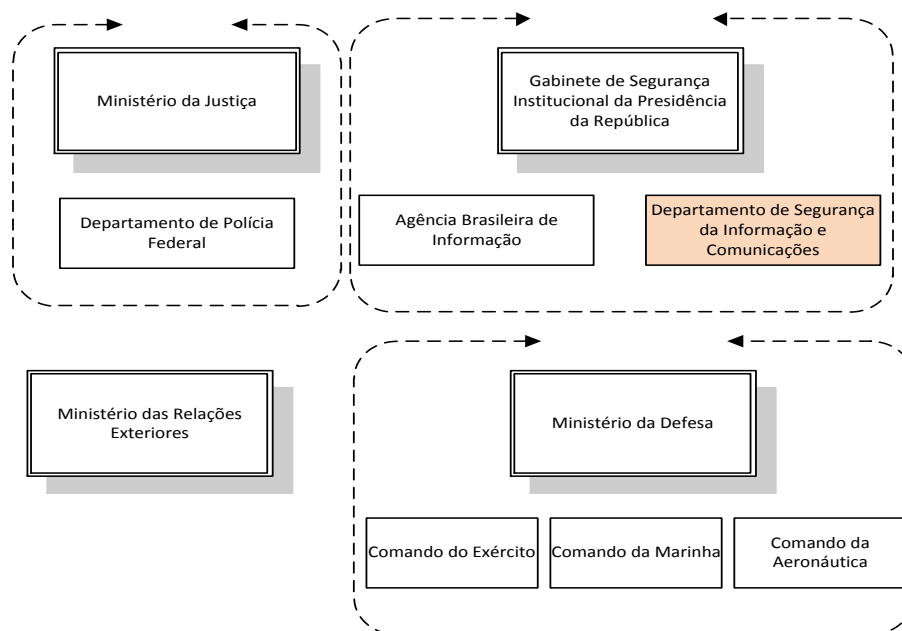 Ministério da Justiça
Gabinete de Segurança
Institucional da Presidência
da República
Departamento de Polícia
Federal
Agência Brasileira de
Informação
Departamento de Segurança
da Informação e
Comunicações
Ministério das Relações
Exteriores
Ministério da Defesa
Comando do Exército
Comando da Marinha
Comando da
Aeronáutica